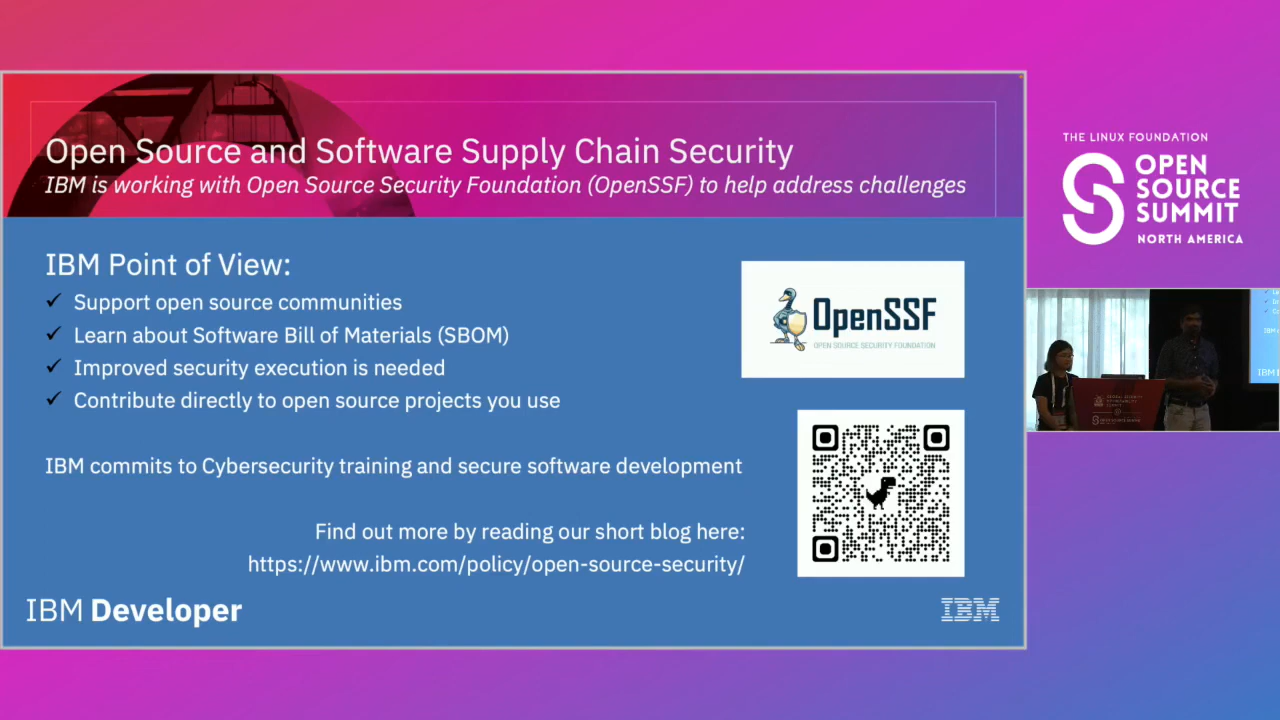 Open Source and Software Supply Chain Security
IBM is working with Open Source Security Foundation (OpenSSF) to help address challenges
IBM Point of View:
✓ Support open source communities
✓ Learn about Software Bill of Materials (SBOM)
✓ Improved security execution is needed
✓ Contribute directly to open source projects you use
IBM commits to Cybersecurity training and secure software development
Find out more by reading our short blog here:
https://www.ibm.com/policy/open-source-security/
IBM Developer
OpenSSF
OPEN SOURCE SECURITY FOUNDATION
IBM
THE LINUX FOUNDATION
OPEN
SOURCE
SUMMIT
NORTH AMERICA